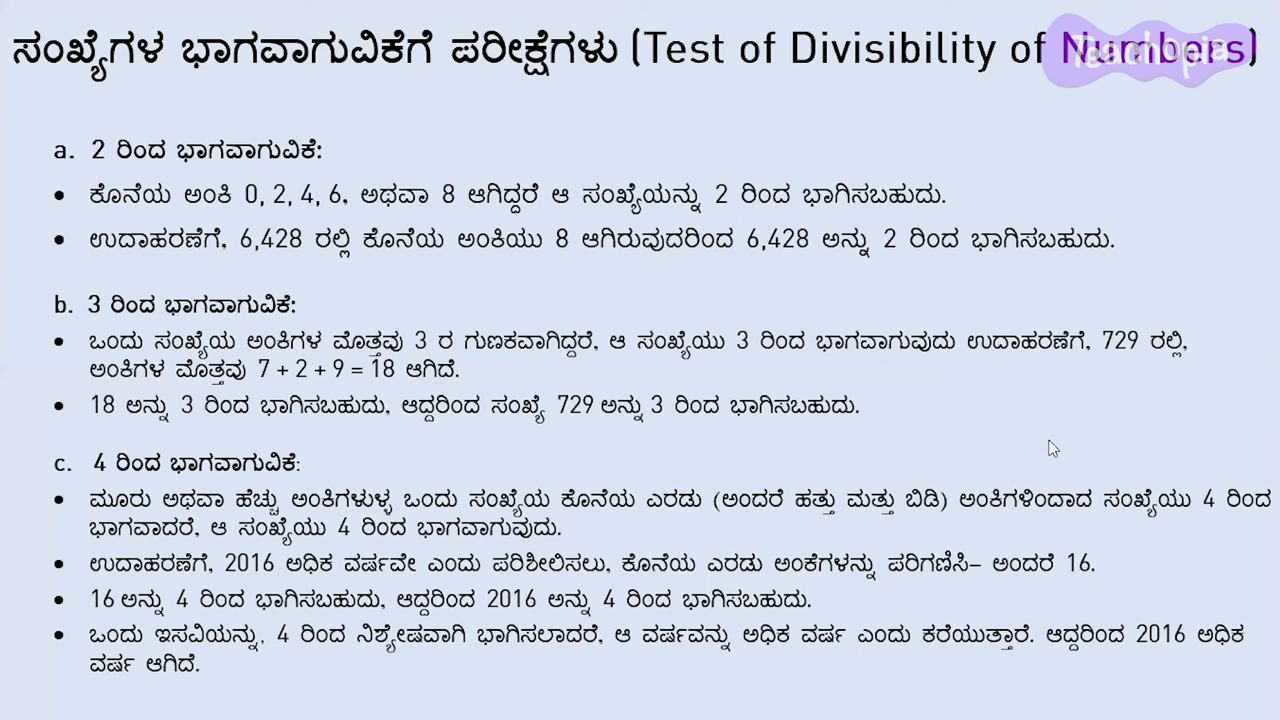 ಸಂಖ್ಯೆಗಳ ಭಾಗವಾಗುವಿಕೆಗೆ ಪರೀಕ್ಷೆಗಳು (Test of Divisibility of Numbers)
Teachopia
a. 2 ರಿಂದ ಭಾಗವಾಗುವಿಕೆ:
• ಕೊನೆಯ ಅಂಕಿ 0, 2, 4, 6, ಅಥವಾ 8 ಆಗಿದ್ದರೆ ಆ ಸಂಖ್ಯೆಯನ್ನು 2 ರಿಂದ ಭಾಗಿಸಬಹುದು.
• ಉದಾಹರಣೆಗೆ, 6,428 ರಲ್ಲಿ ಕೊನೆಯ ಅಂಕಿಯು 8 ಆಗಿರುವುದರಿಂದ 6,428 ಅನ್ನು 2 ರಿಂದ ಭಾಗಿಸಬಹುದು.
b. 3 ರಿಂದ ಭಾಗವಾಗುವಿಕೆ:
• ಒಂದು ಸಂಖ್ಯೆಯ ಅಂಕಿಗಳ ಮೊತ್ತವು 3 ರ ಗುಣಕವಾಗಿದ್ದರೆ, ಆ ಸಂಖ್ಯೆಯು 3 ರಿಂದ ಭಾಗವಾಗುವುದು ಉದಾಹರಣೆಗೆ, 729 ರಲ್ಲಿ,
ಅಂಕಿಗಳ ಮೊತ್ತವು 7 + 2 + 9 = 18 ಆಗಿದೆ.
• 18 ಅನ್ನು 3 ರಿಂದ ಭಾಗಿಸಬಹುದು, ಆದ್ದರಿಂದ ಸಂಖ್ಯೆ 729 ಅನ್ನು 3 ರಿಂದ ಭಾಗಿಸಬಹುದು.
c. 4 ರಿಂದ ಭಾಗವಾಗುವಿಕೆ:
• ಮೂರು ಅಥವಾ ಹೆಚ್ಚು ಅಂಕಿಗಳುಳ್ಳ ಒಂದು ಸಂಖ್ಯೆಯ ಕೊನೆಯ ಎರಡು (ಅಂದರೆ ಹತ್ತು ಮತ್ತು ಬಿಡಿ) ಅಂಕಿಗಳಿಂದಾದ ಸಂಖ್ಯೆಯು 4 ರಿಂದ
ಭಾಗವಾದರೆ, ಆ ಸಂಖ್ಯೆಯು 4 ರಿಂದ ಭಾಗವಾಗುವುದು.
• ಉದಾಹರಣೆಗೆ, 2016 ಅಧಿಕ ವರ್ಷವೇ ಎಂದು ಪರಿಶೀಲಿಸಲು, ಕೊನೆಯ ಎರಡು ಅಂಕೆಗಳನ್ನು ಪರಿಗಣಿಸಿ– ಅಂದರೆ 16.
• 16 ಅನ್ನು 4 ರಿಂದ ಭಾಗಿಸಬಹುದು, ಆದ್ದರಿಂದ 2016 ಅನ್ನು 4 ರಿಂದ ಭಾಗಿಸಬಹುದು.
• ಒಂದು ಇಸವಿಯನ್ನು, 4 ರಿಂದ ನಿಶ್ಶೇಷವಾಗಿ ಭಾಗಿಸಲಾದರೆ, ಆ ವರ್ಷವನ್ನು ಅಧಿಕ ವರ್ಷ ಎಂದು ಕರೆಯುತ್ತಾರೆ. ಆದ್ದರಿಂದ 2016 ಅಧಿಕ
ವರ್ಷ ಆಗಿದೆ.